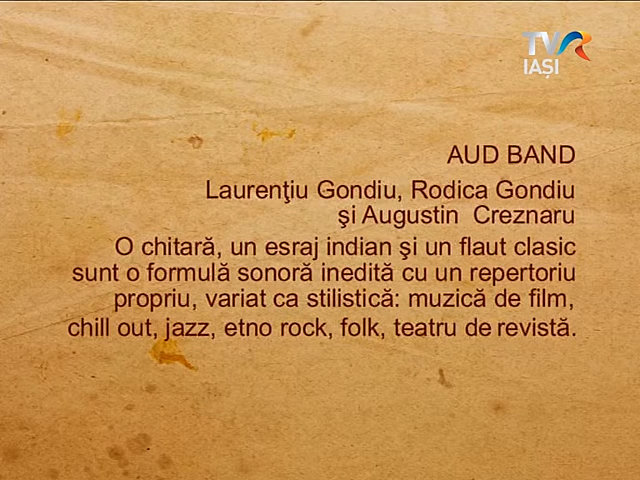 TVR
IAȘI
AUD BAND
Laurenţiu Gondiu, Rodica Gondiu
şi Augustin Creznaru
O chitară, un esraj indian şi un flaut clasic
sunt o formulă sonoră inedită cu un repertoriu
propriu, variat ca stilistică: muzică de film,
chill out, jazz, etno rock, folk, teatru de revistă.